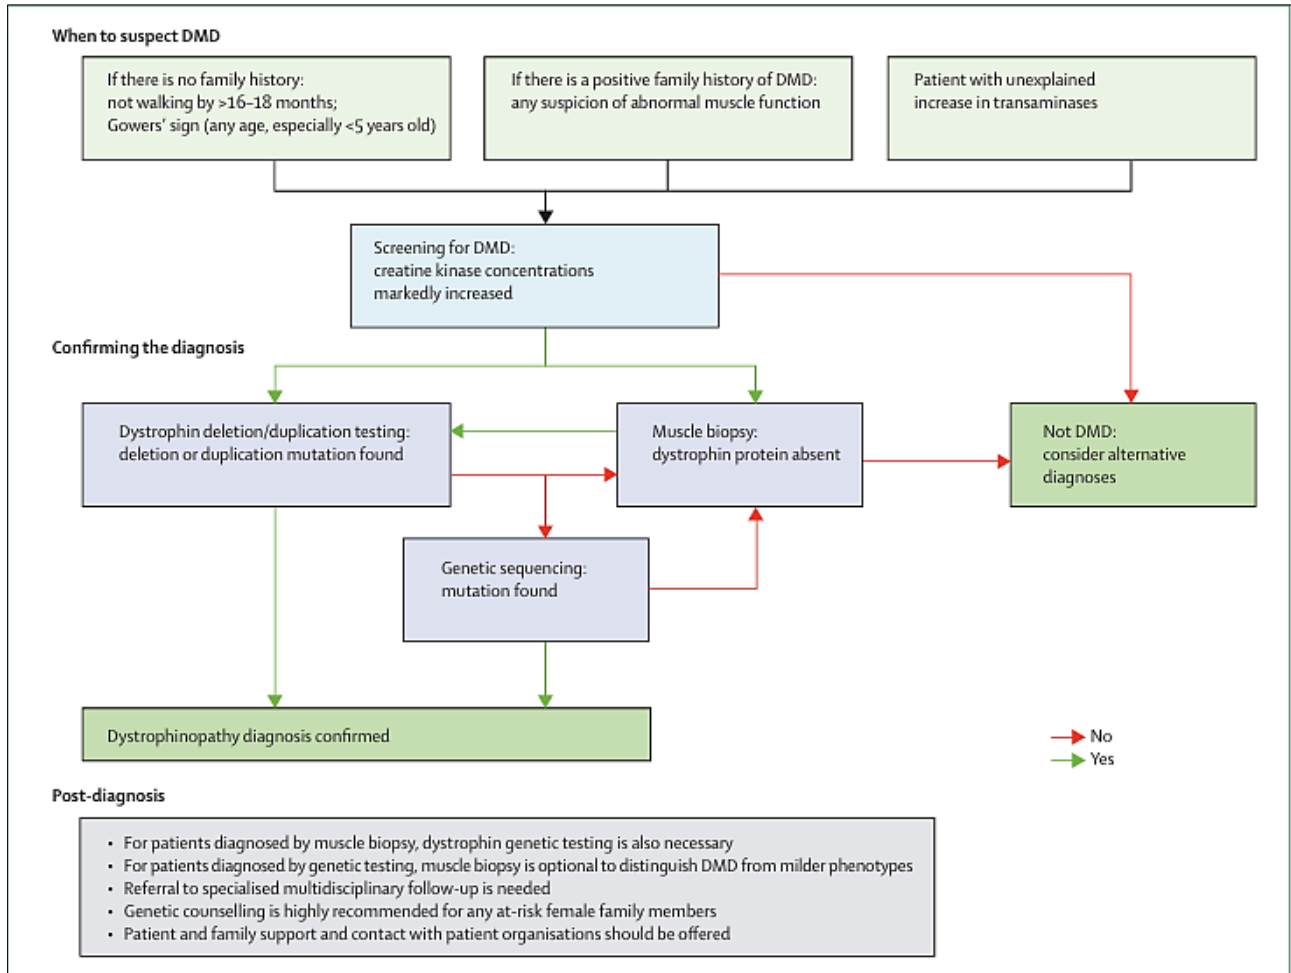 When to suspect DMD
If there is no family history:
not walking by >16–18 months;
Gowers’ sign (any age, especially <5 years old)
If there is a positive family history of DMD:
any suspicion of abnormal muscle function
Patient with unexplained
increase in transaminases
Screening for DMD:
creatine kinase concentrations
markedly increased
Confirming the diagnosis
Dystrophin deletion/duplication testing:
deletion or duplication mutation found
Muscle biopsy:
dystrophin protein absent
Not DMD:
consider alternative
diagnoses
Genetic sequencing:
mutation found
Dystrophinopathy diagnosis confirmed
No
Yes
Post-diagnosis
• For patients diagnosed by muscle biopsy, dystrophin genetic testing is also necessary
• For patients diagnosed by genetic testing, muscle biopsy is optional to distinguish DMD from milder phenotypes
• Referral to specialised multidisciplinary follow-up is needed
• Genetic counselling is highly recommended for any at-risk female family members
• Patient and family support and contact with patient organisations should be offered